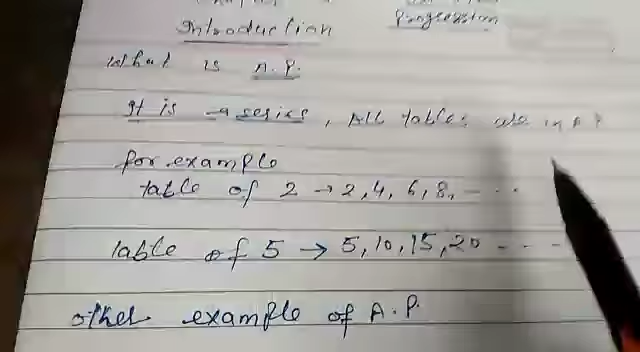 Progression
Introduction
What is A.P.
It is a series, All tables are in A.P
for example
table of 2 → 2, 4, 6, 8, - - - -
table of 5 → 5, 10, 15, 20 - - - -
other example of A.P.